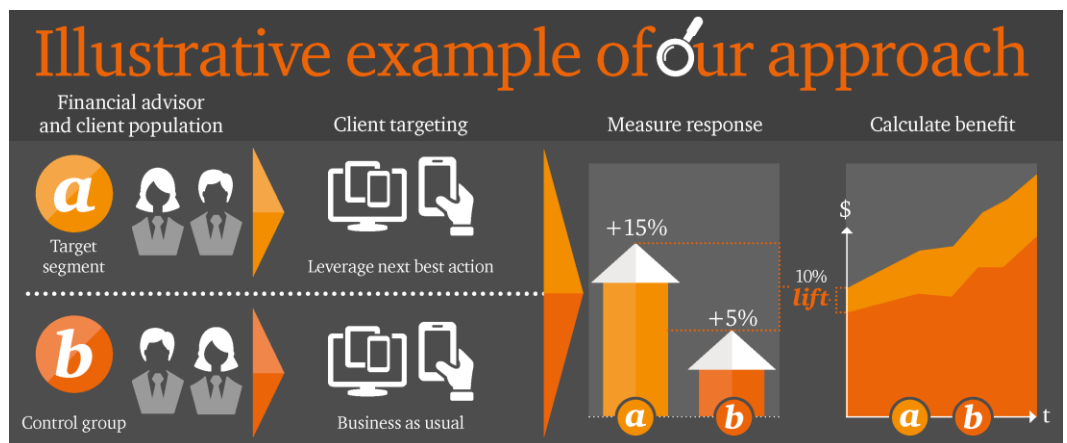 Illustrative example of our approach
Financial advisor
and client population
Client targeting
Measure response
Calculate benefit
a
Target
segment
Leverage next best action
b
Control group
Business as usual
+15%
+5%
a
b
10%
lift
$
a
b
t